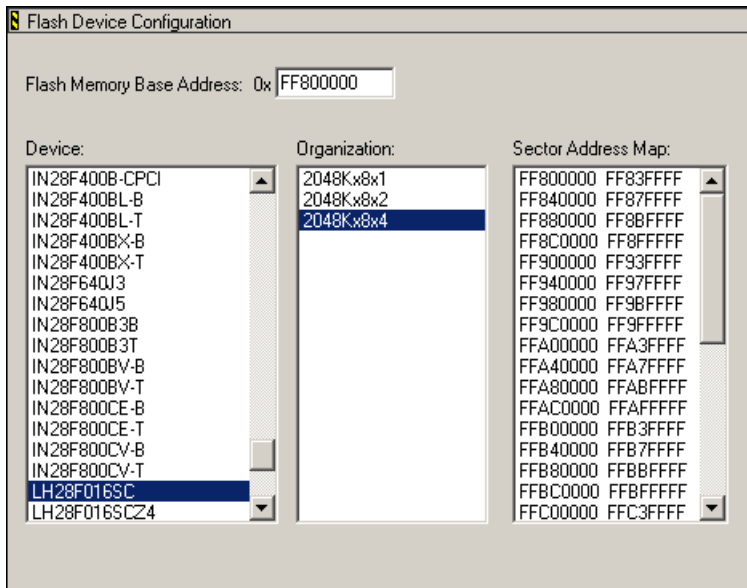 Flash Device Configuration
Flash Memory Base Address: 0x FF800000
Device:
IN28F400B-CPCI
IN28F400BL-B
IN28F400BL-T
IN28F400BX-B
IN28F400BX-T
IN28F640J3
IN28F640J5
IN28F800B3B
IN28F800B3T
IN28F800BV-B
IN28F800BV-T
IN28F800CE-B
IN28F800CE-T
IN28F800CV-B
IN28F800CV-T
LH28F016SC
LH28F016SCZ4
Organization:
2048Kx8x1
2048Kx8x2
2048Kx8x4
Sector Address Map:
FF800000 FF83FFFF
FF840000 FF87FFFF
FF880000 FF8BFFFF
FF8C0000 FF8FFFFF
FF900000 FF93FFFF
FF940000 FF97FFFF
FF980000 FF9BFFFF
FF9C0000 FF9FFFFF
FFA00000 FFA3FFFF
FFA40000 FFA7FFFF
FFA80000 FFABFFFF
FFAC0000 FFAFFFFF
FFB00000 FFB3FFFF
FFB40000 FFB7FFFF
FFB80000 FFBBFFFF
FFBC0000 FFBFFFFF
FFC00000 FFC3FFFF